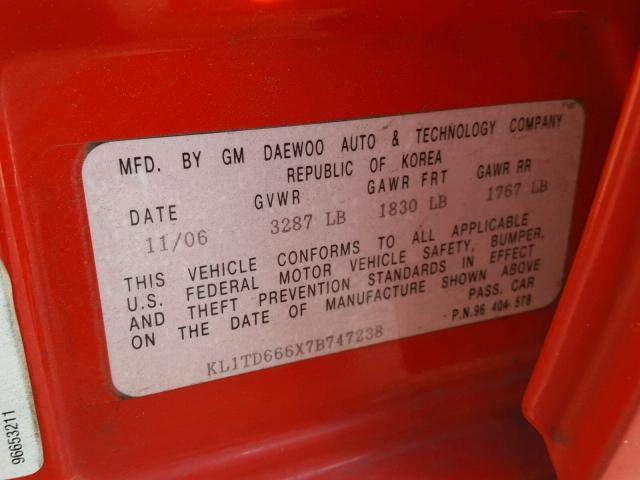 MFD. BY GM DAEWOO AUTO & TECHNOLOGY COMPANY
REPUBLIC OF KOREA
DATE GVWR GAWR FRT GAWR RR
11/06 3287 LB 1830 LB 1767 LB
THIS VEHICLE CONFORMS TO ALL APPLICABLE
U.S. FEDERAL MOTOR VEHICLE SAFETY, BUMPER,
AND THEFT PREVENTION STANDARDS IN EFFECT
ON THE DATE OF MANUFACTURE SHOWN ABOVE
PASS. CAR
KL1TD666X7B747238 P.N.96 404 578
96653211